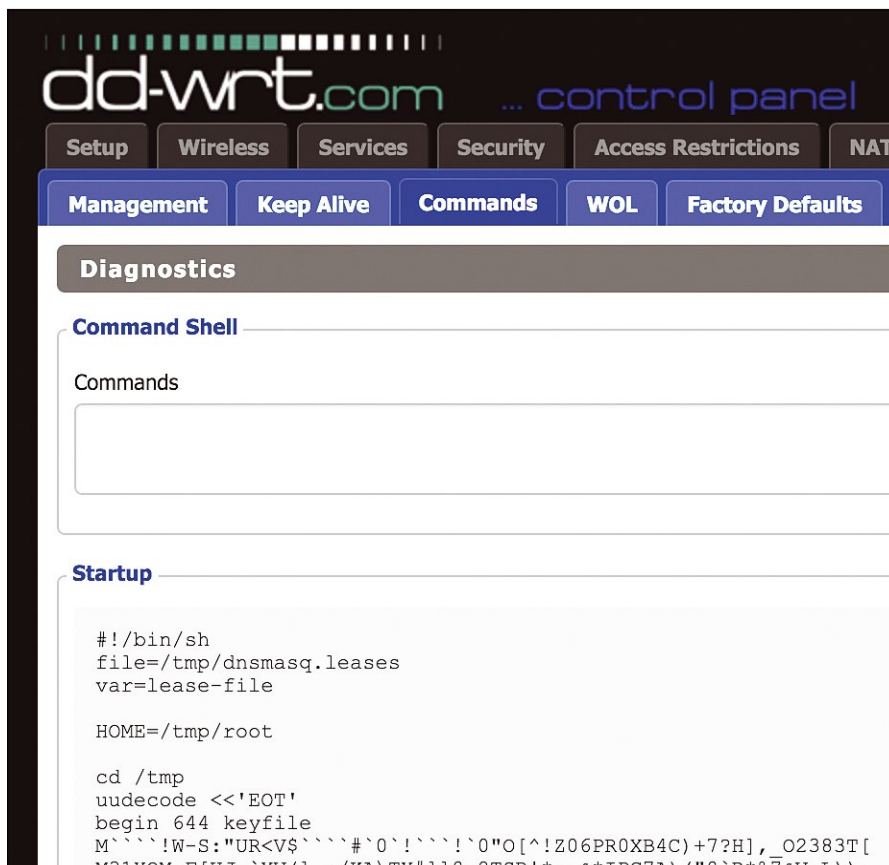 dd-wrt.com ... control panel
Setup Wireless Services Security Access Restrictions NAT
Management Keep Alive Commands WOL Factory Defaults
Diagnostics
Command Shell
Commands
Startup
#!/bin/sh
file=/tmp/dnsmasq.leases
var=lease-file
HOME=/tmp/root
cd /tmp
uudecode <<'EOT'
begin 644 keyfile
M````!W-S:"UR<V$````#`0`!```!`0"O[^!Z06PR0XB4C)+7?H],_O2383T[